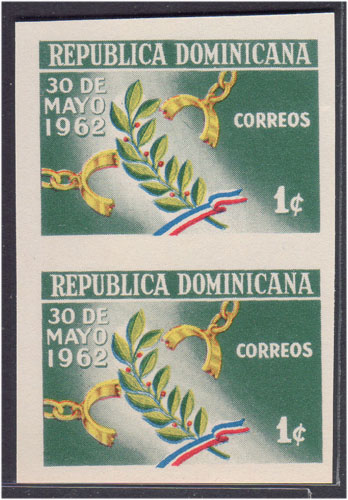 REPUBLICA DOMINICANA
30 DE
MAYO
1962
CORREOS
1¢
REPUBLICA DOMINICANA
30 DE
MAYO
1962
CORREOS
1¢